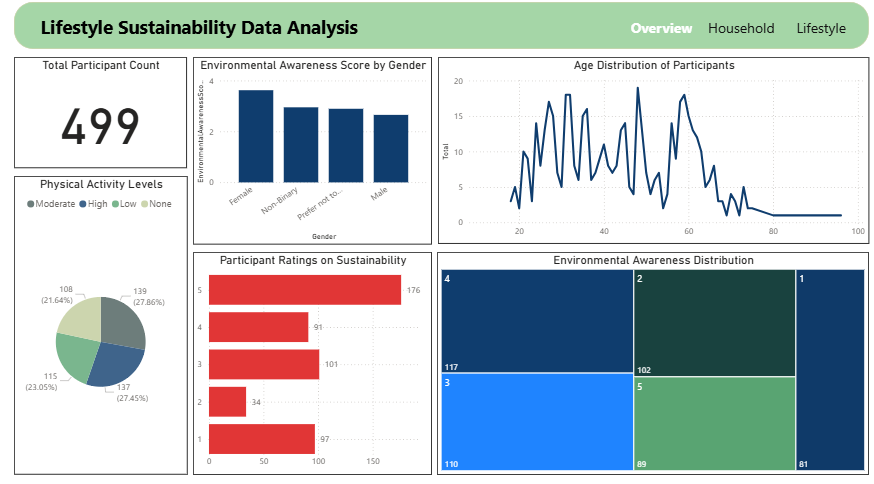 Lifestyle Sustainability Data Analysis
Overview Household Lifestyle
Total Participant Count
499
Physical Activity Levels
Moderate High Low None
108
(21.64%)
139
(27.86%)
115
(23.05%)
137
(27.45%)
Environmental Awareness Score by Gender
EnvironmentalAwarenessSco...
4
2
0
Female
Non-Binary
Prefer not to...
Male
Gender
Age Distribution of Participants
Total
20
15
10
5
0
20 40 60 80 100
Participant Ratings on Sustainability
5 176
4 91
3 101
2 34
1 97
0 50 100 150
Environmental Awareness Distribution
4
117
3
110
2
102
5
89
1
81